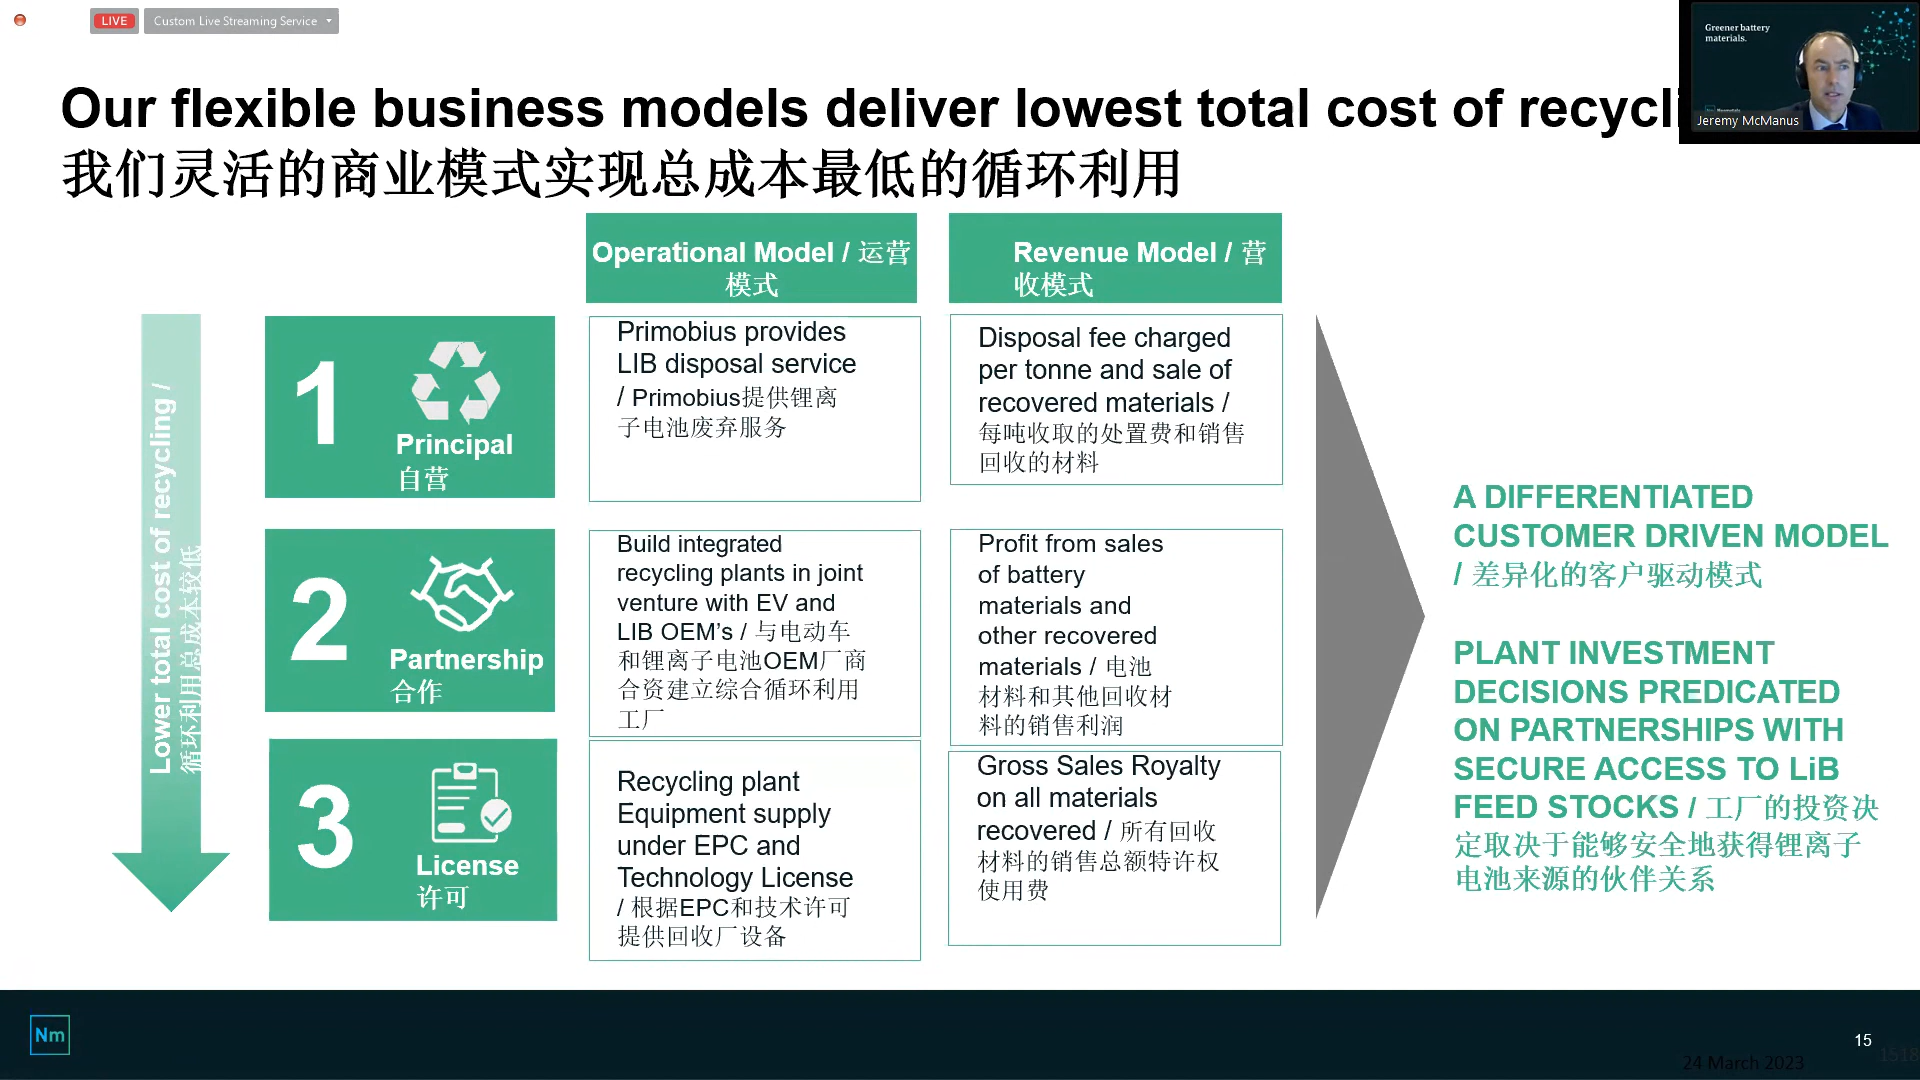 LIVE
Custom Live Streaming Service
Greener battery
materials.
Jeremy McManus
Our flexible business models deliver lowest total cost of recycli
我们灵活的商业模式实现总成本最低的循环利用
Operational Model / 运营
模式
Revenue Model / 营
收模式
Lower total cost of recycling /
循环利用总成本较低
1
Principal
自营
Primobius provides
LIB disposal service
/ Primobius提供锂离
子电池废弃服务
Disposal fee charged
per tonne and sale of
recovered materials /
每吨收取的处置费和销售
回收的材料
2
Partnership
合作
Build integrated
recycling plants in joint
venture with EV and
LIB OEM’s / 与电动车
和锂离子电池OEM厂商
合资建立综合循环利用
工厂
Profit from sales
of battery
materials and
other recovered
materials / 电池
材料和其他回收材
料的销售利润
3
License
许可
Recycling plant
Equipment supply
under EPC and
Technology License
/ 根据EPC和技术许可
提供回收厂设备
Gross Sales Royalty
on all materials
recovered / 所有回收
材料的销售总额特许权
使用费
A DIFFERENTIATED
CUSTOMER DRIVEN MODEL
/ 差异化的客户驱动模式
PLANT INVESTMENT
DECISIONS PREDICATED
ON PARTNERSHIPS WITH
SECURE ACCESS TO LiB
FEED STOCKS / 工厂的投资决
定取决于能够安全地获得锂离子
电池来源的伙伴关系
Nm
15
24 March 2023
1518